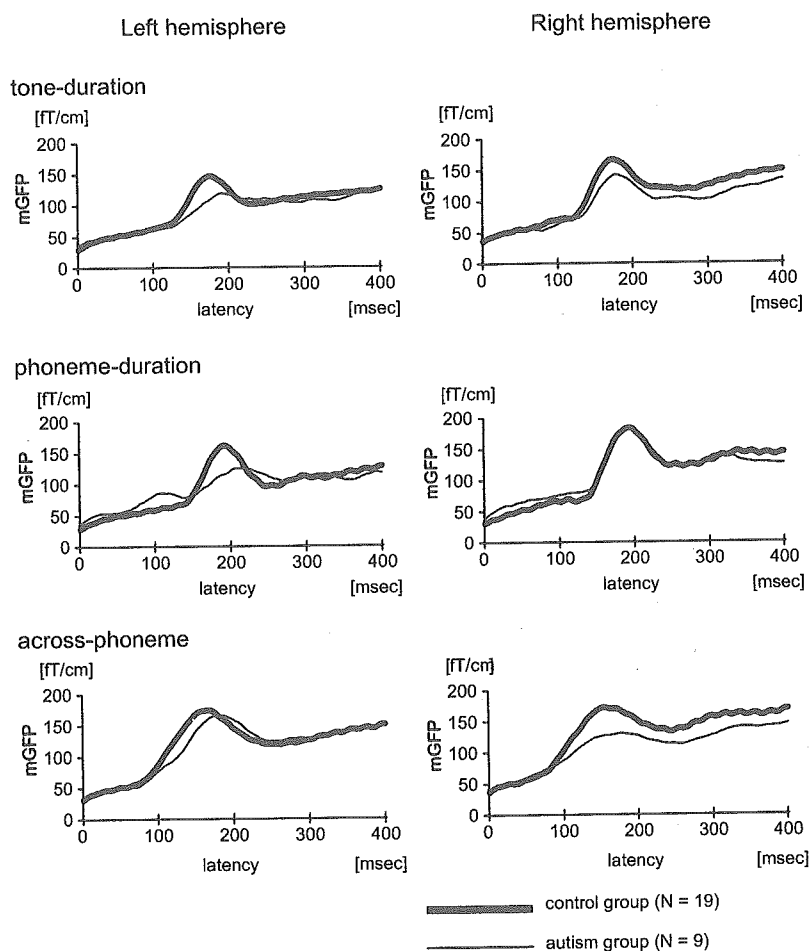 Left hemisphere Right hemisphere
tone-duration
[fT/cm] [fT/cm]
200 200
150 150
100 100
50 50
0 0
mGFP mGFP
0 100 200 300 400 0 100 200 300 400
latency [msec] latency [msec]
phoneme-duration
[fT/cm] [fT/cm]
200 200
150 150
100 100
50 50
0 0
mGFP mGFP
0 100 200 300 400 0 100 200 300 400
latency [msec] latency [msec]
across-phoneme
[fT/cm] [fT/cm]
200 200
150 150
100 100
50 50
0 0
mGFP mGFP
0 100 200 300 400 0 100 200 300 400
latency [msec] latency [msec]
control group (N = 19)
autism group (N = 9)